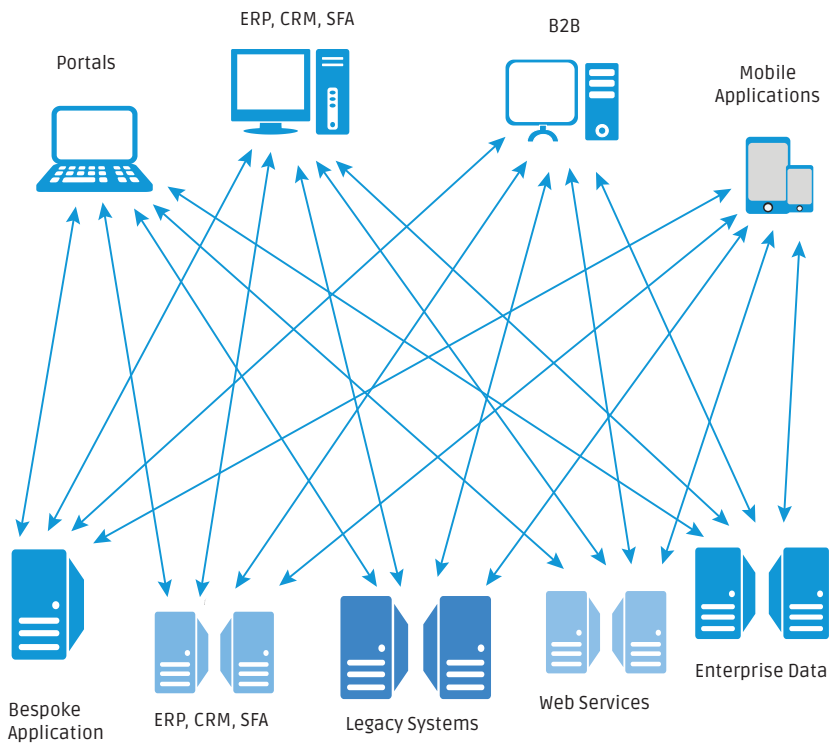 ERP, CRM, SFA
B2B
Portals
Mobile
Applications
Bespoke
Application
ERP, CRM, SFA
Legacy Systems
Web Services
Enterprise Data